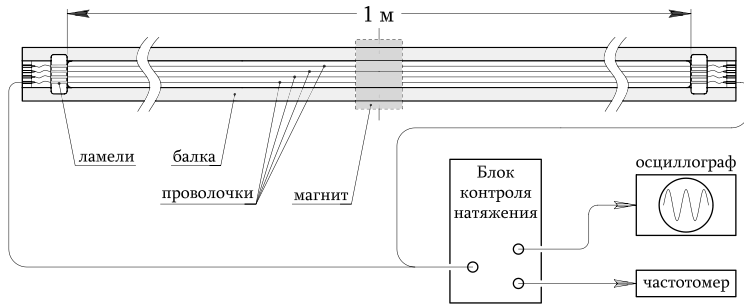 1 м
ламели
балка
проволочки
магнит
Блок
контроля
натяжения
осциллограф
частотомер